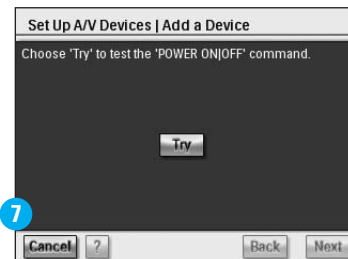 Set Up A/V Devices | Add a Device
Choose 'Try' to test the 'POWER ON|OFF' command.
Try
7
Cancel ? Back Next